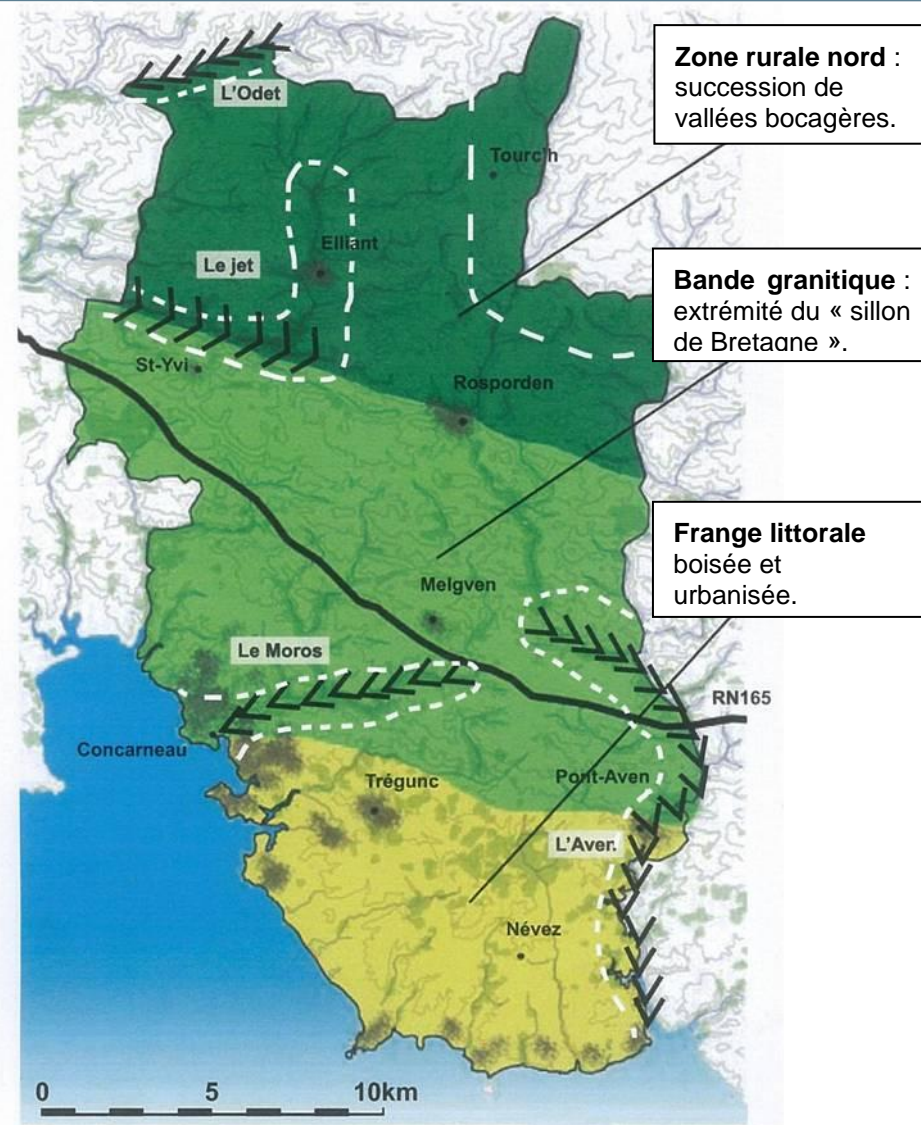 Zone rurale nord :
succession de
vallées bocagères.
L'Odet
Tourc'h
Elliant
Le jet
Bande granitique :
extrémité du « sillon
de Bretagne ».
St-Yvi
Rosporden
Frange littorale
boisée et
urbanisée.
Melgven
Le Moros
RN165
Concarneau
Trégunc
Pont-Aven
L'Aven
Névez
0 5 10km